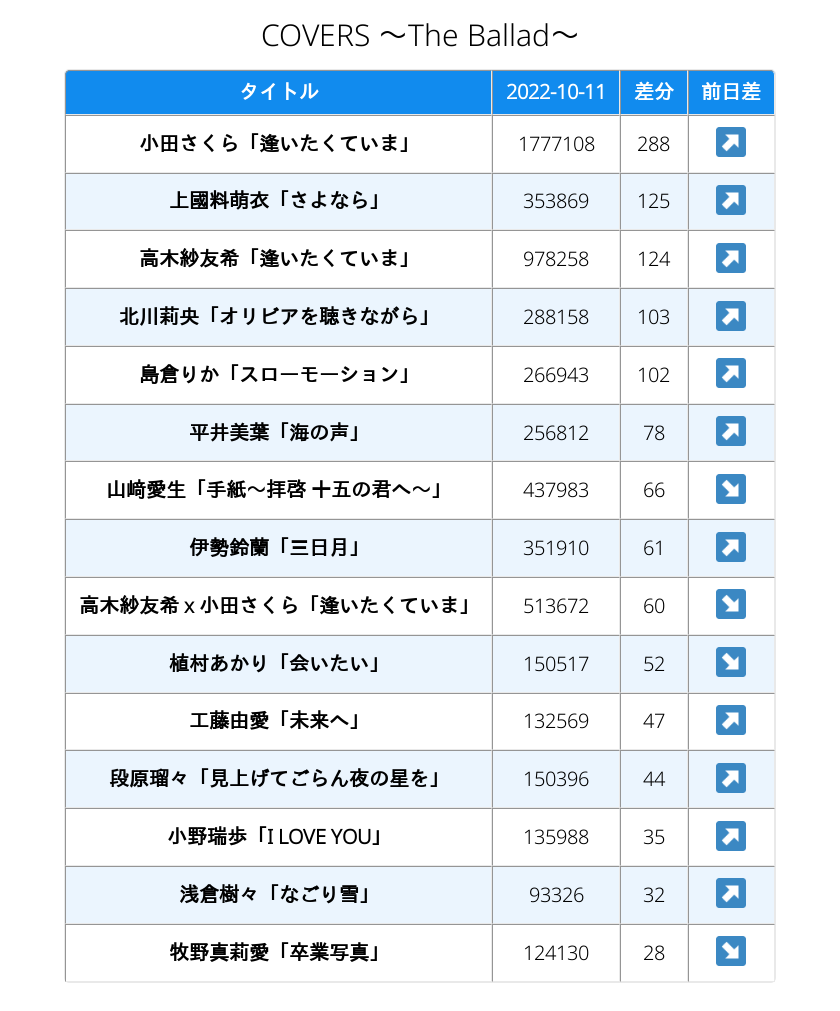 COVERS 〜The Ballad〜
タイトル 2022-10-11 差分 前日差
小田さくら「逢いたくていま」 1777108 288 ↗
上國料萌衣「さよなら」 353869 125 ↗
高木紗友希「逢いたくていま」 978258 124 ↗
北川莉央「オリビアを聴きながら」 288158 103 ↗
島倉りか「スローモーション」 266943 102 ↗
平井美葉「海の声」 256812 78 ↗
山﨑愛生「手紙〜拝啓 十五の君へ〜」 437983 66 ↘
伊勢鈴蘭「三日月」 351910 61 ↗
高木紗友希 x 小田さくら「逢いたくていま」 513672 60 ↘
植村あかり「会いたい」 150517 52 ↘
工藤由愛「未来へ」 132569 47 ↗
段原瑠々「見上げてごらん夜の星を」 150396 44 ↗
小野瑞歩「I LOVE YOU」 135988 35 ↗
浅倉樹々「なごり雪」 93326 32 ↗
牧野真莉愛「卒業写真」 124130 28 ↘